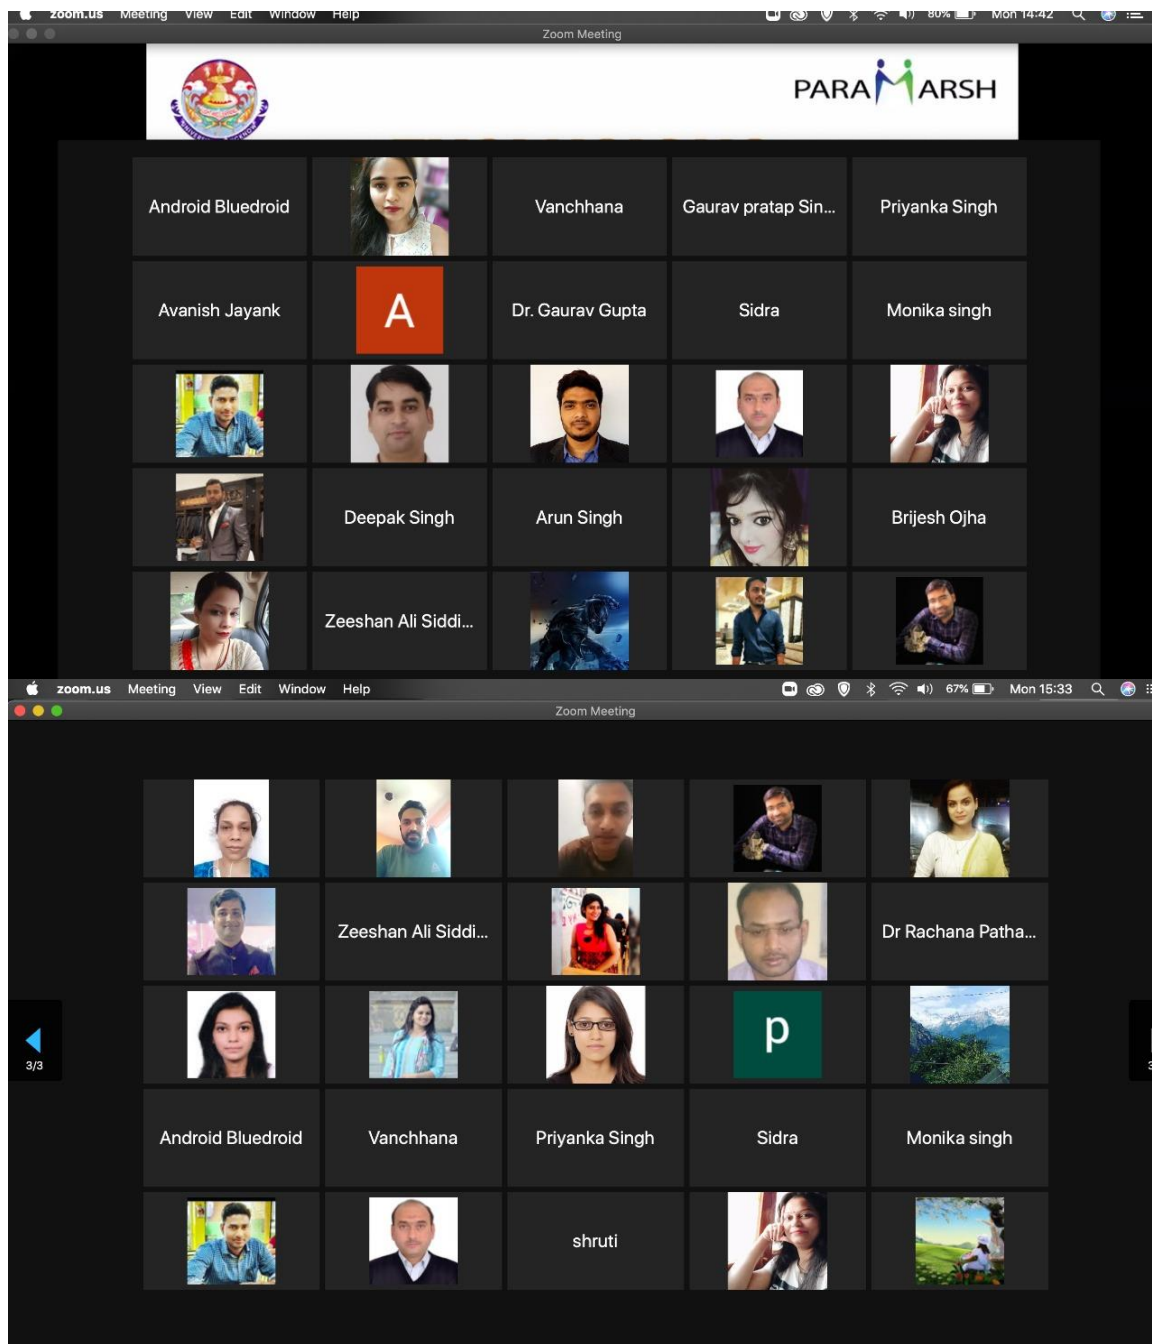 zoom.us Meeting View Edit Window Help 80% Mon 14:42
Zoom Meeting
PARAMARSH
Android Bluedroid Vanchhana Gaurav pratap Sin... Priyanka Singh
Avanish Jayank A Dr. Gaurav Gupta Sidra Monika singh
Deepak Singh Arun Singh Brijesh Ojha
Zeeshan Ali Siddi...
zoom.us Meeting View Edit Window Help 67% Mon 15:33
Zoom Meeting
Zeeshan Ali Siddi... Dr Rachana Patha...
p
3/3
Android Bluedroid Vanchhana Priyanka Singh Sidra Monika singh
shruti